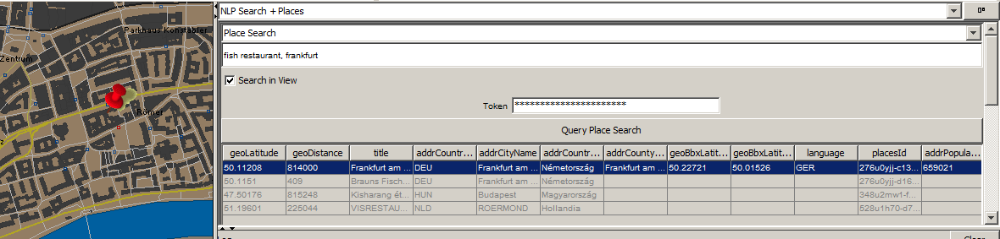 Parkhaus Konstabler
Zentrum
Römer
NLP Search +Places
Place Search
fish restaurant, frankfurt
Search in View
Token **********************
Query Place Search
geoLatitude geoDistance title addrCountr... addrCityName addrCountr... addrCounty... geoBbxLatit... geoBbxLatit... language placesId addrPopula...
50.11208 814000 Frankfurt am ... DEU Frankfurt am ... Németország Frankfurt am ... 50.22721 50.01526 GER 276u0yjj-c13... 659021
50.1151 409 Brauns Fisch... DEU Frankfurt am ... Németország 276u0yjj-d16...
47.50176 815248 Kisharang ét... HUN Budapest Magyarország 348u2mw1-f...
51.19601 225044 VISRESTAU... NLD ROERMOND Hollandia 528u1h70-d7...
Clear